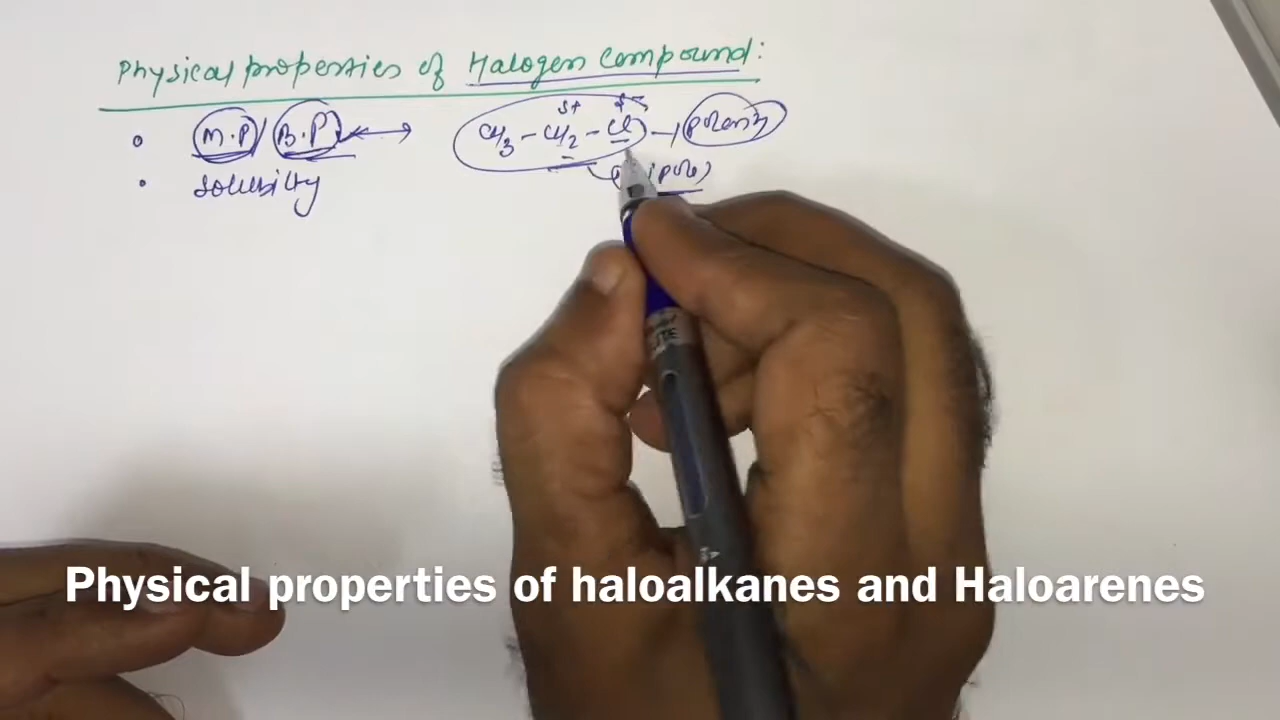 Physical properties of Halogen Compound:
• M.P / B.P
CH3 - CH2 - Cl
δ+ δ-
• Solubility
Physical properties of haloalkanes and Haloarenes